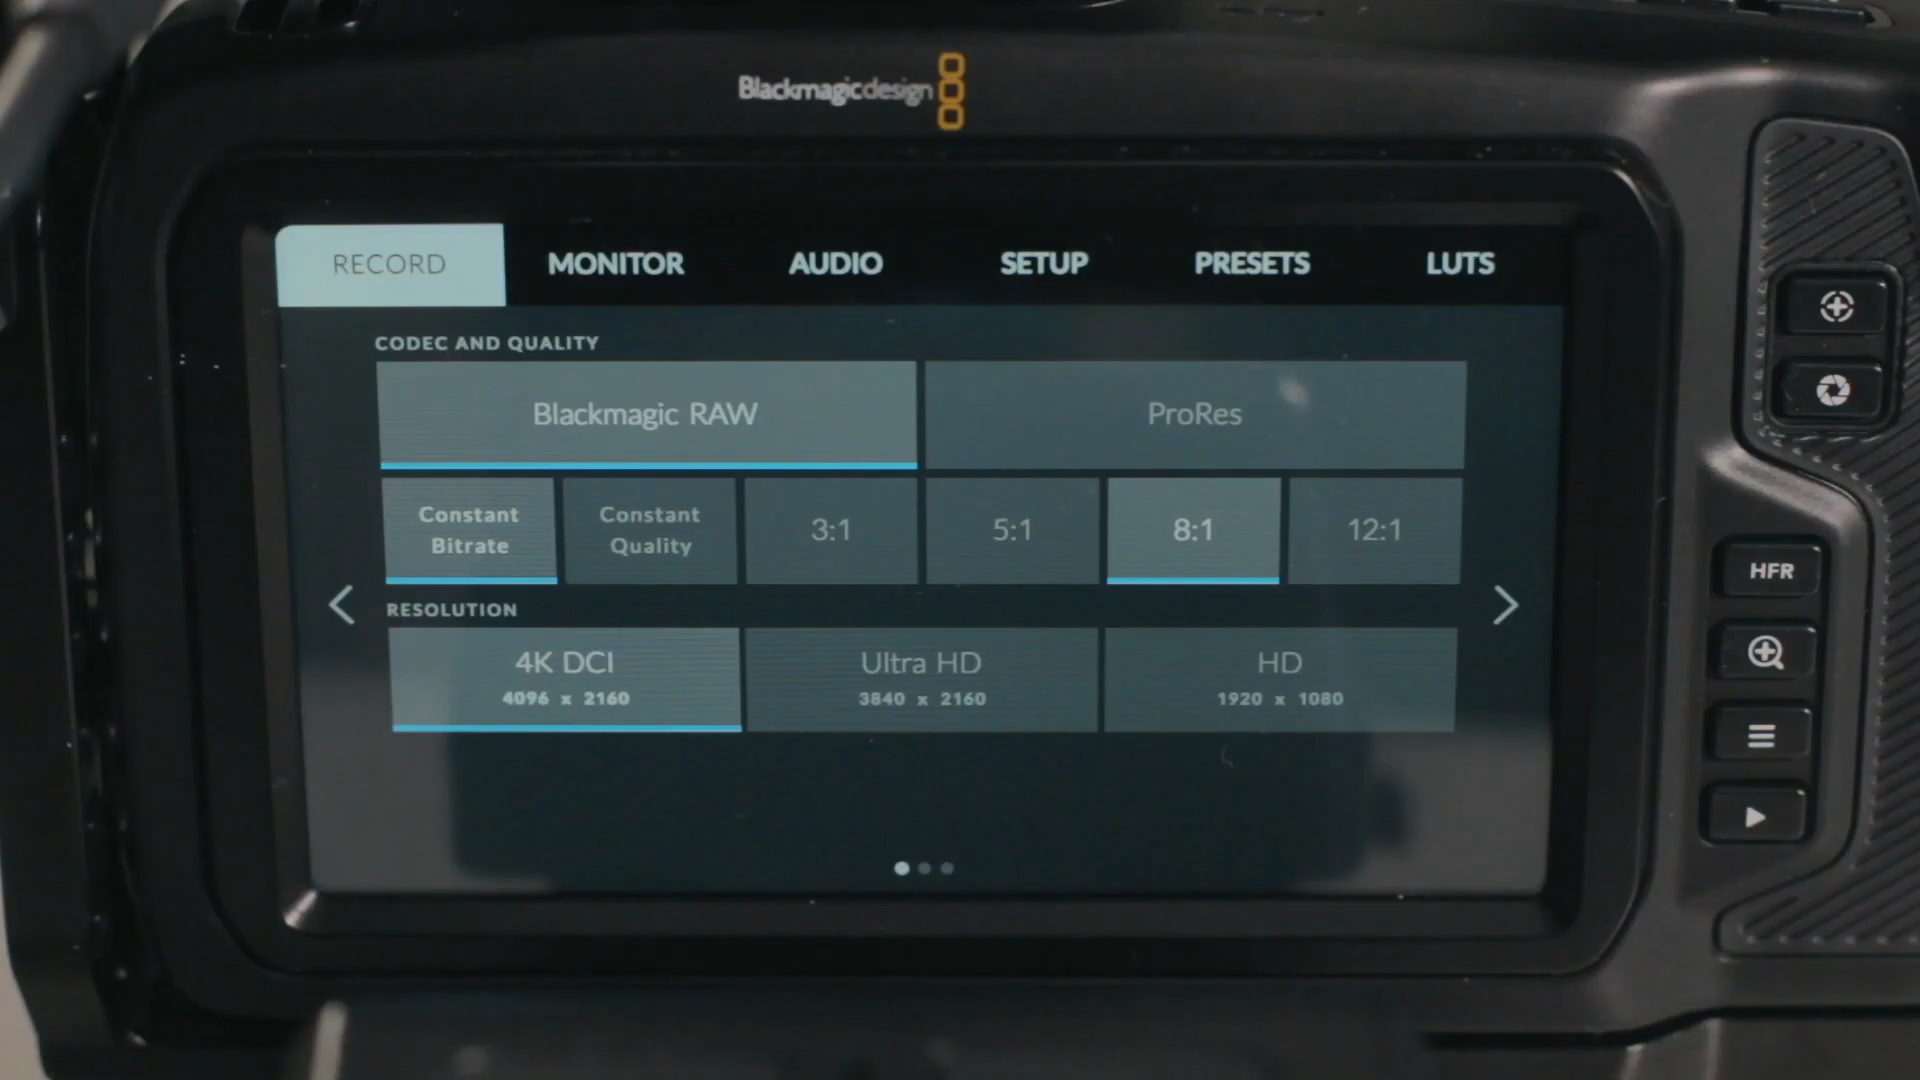 Blackmagicdesign
RECORD MONITOR AUDIO SETUP PRESETS LUTS
CODEC AND QUALITY
Blackmagic RAW ProRes
Constant Bitrate Constant Quality 3:1 5:1 8:1 12:1
HFR
RESOLUTION
4K DCI Ultra HD HD
4096 x 2160 3840 x 2160 1920 x 1080